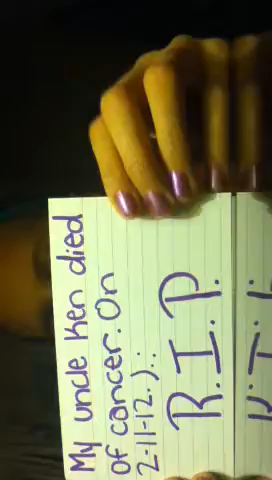 My uncle Ken died
of cancer. On
2-11-12. ):
R.I.P.